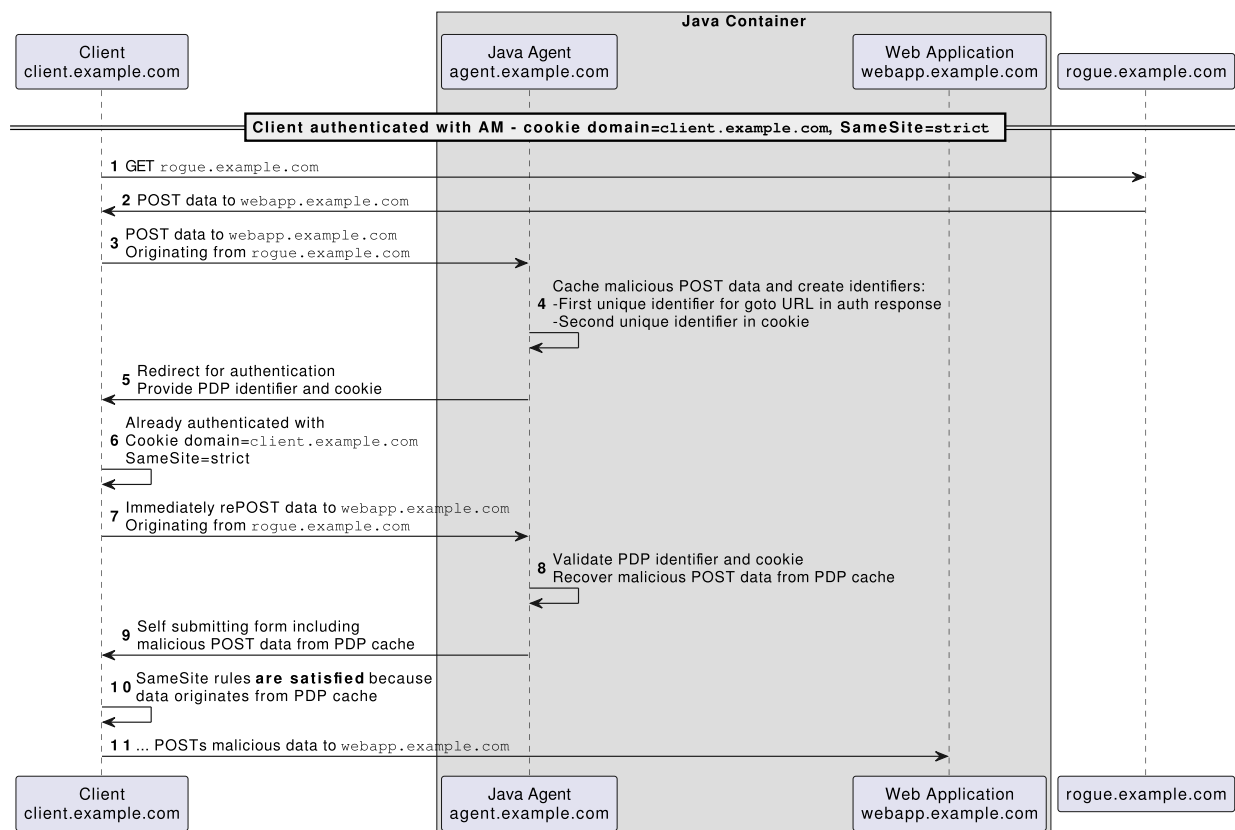 Java Container
Client
client.example.com
Java Agent
agent.example.com
Web Application
webapp.example.com
rogue.example.com
Client authenticated with AM - cookie domain=client.example.com, SameSite=strict
1 GET rogue.example.com
2 POST data to webapp.example.com
3 POST data to webapp.example.com
Originating from rogue.example.com
Cache malicious POST data and create identifiers:
4 -First unique identifier for goto URL in auth response
-Second unique identifier in cookie
5 Redirect for authentication
Provide PDP identifier and cookie
Already authenticated with
6 Cookie domain=client.example.com
SameSite=strict
7 Immediately rePOST data to webapp.example.com
Originating from rogue.example.com
8 Validate PDP identifier and cookie
Recover malicious POST data from PDP cache
9 Self submitting form including
malicious POST data from PDP cache
10 SameSite rules are satisfied because
data originates from PDP cache
11 ... POSTs malicious data to webapp.example.com
Client
client.example.com
Java Agent
agent.example.com
Web Application
webapp.example.com
rogue.example.com